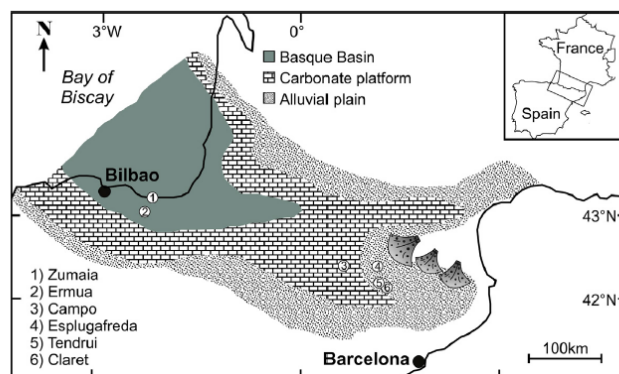 3°W
0°
N
Bay of
Biscay
Basque Basin
Carbonate platform
Alluvial plain
France
Spain
Bilbao
1
2
43°N
3
4
5
6
42°N
1) Zumaia
2) Ermua
3) Campo
4) Esplugafreda
5) Tendrui
6) Claret
Barcelona
100km